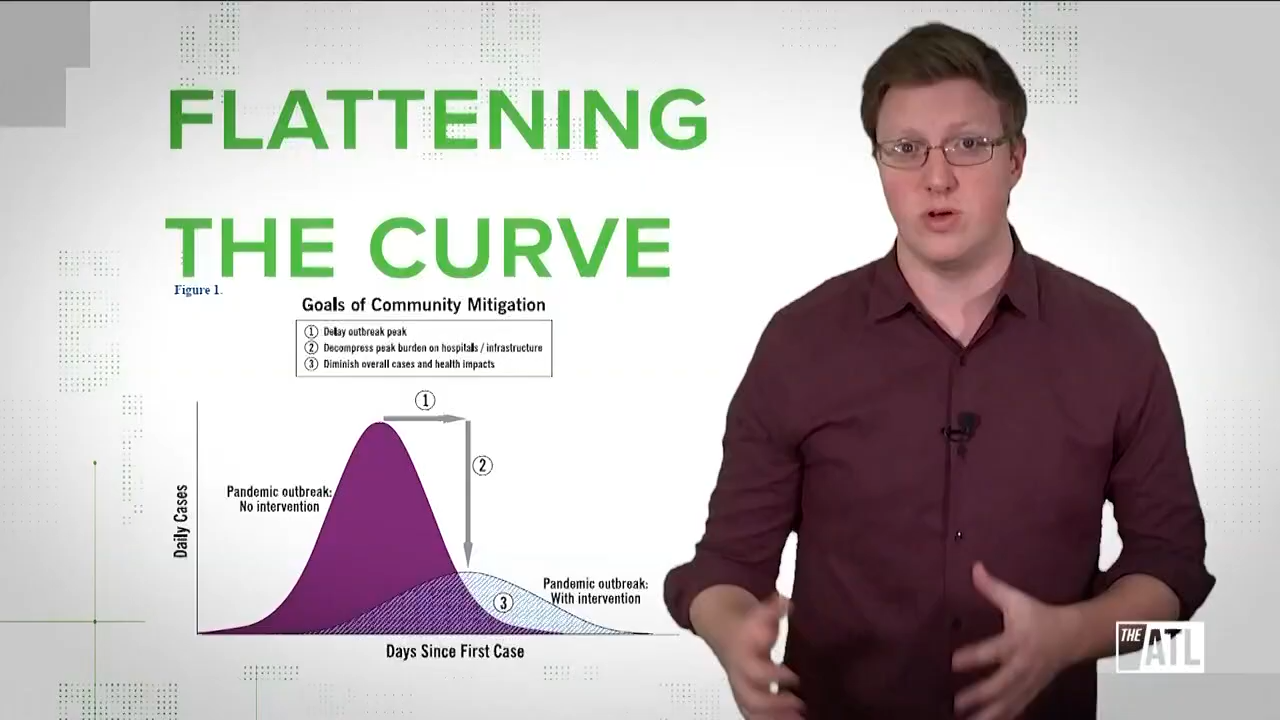 FLATTENING
THE CURVE
Figure 1.
Goals of Community Mitigation
① Delay outbreak peak
② Decompress peak burden on hospitals / infrastructure
③ Diminish overall cases and health impacts
①
②
Pandemic outbreak:
No intervention
Daily Cases
Pandemic outbreak:
With intervention
③
Days Since First Case
THE ATL